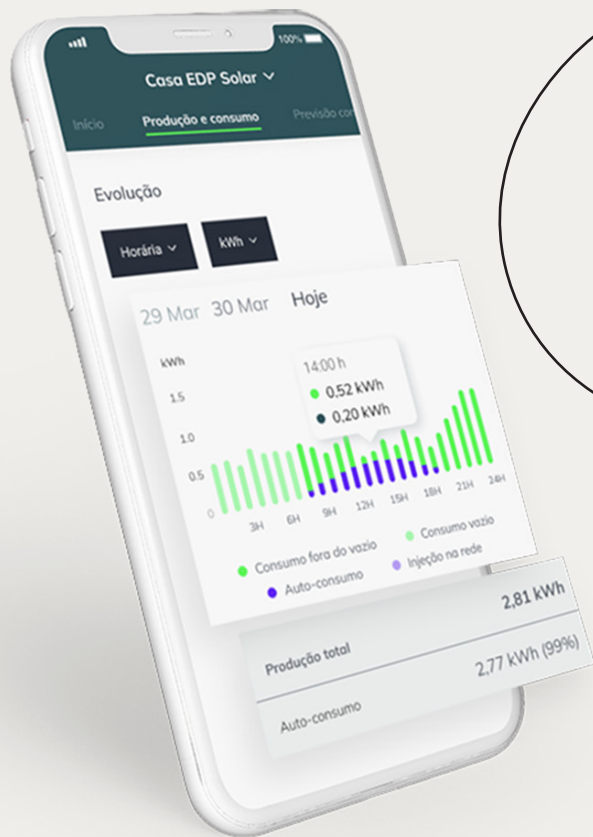 100%
Casa EDP Solar
Início Produção e consumo Previsão con
Evolução
Horária kWh
29 Mar 30 Mar Hoje
kWh
1.5
1.0
0.5
0
14:00 h
0,52 kWh
0,20 kWh
3H 6H 9H 12H 15H 18H 21H 24H
Consumo fora do vazio Consumo vazio
Auto-consumo Injeção na rede
Produção total 2,81 kWh
Auto-consumo 2,77 kWh (99%)